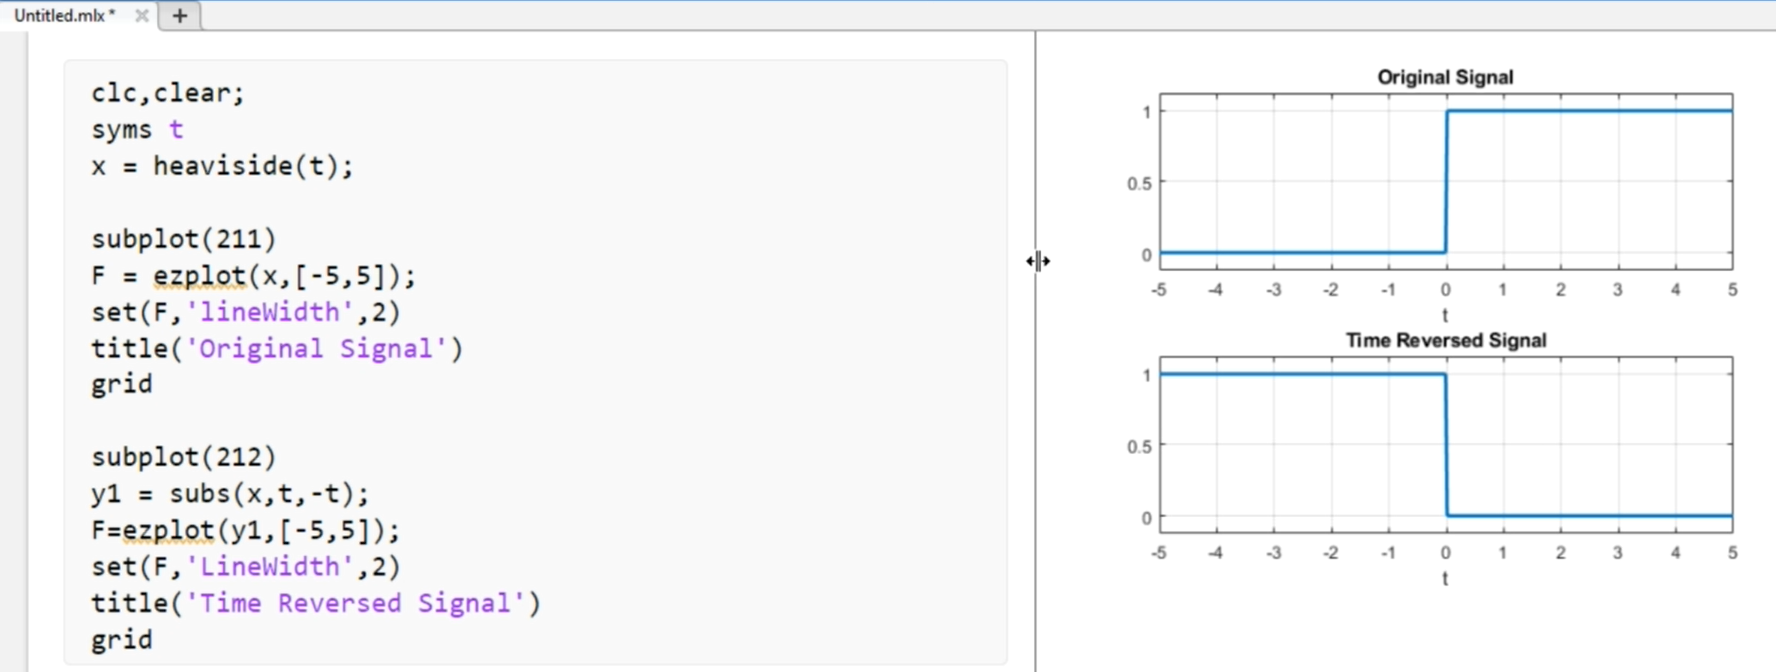 Untitled.mlx *
clc,clear;
syms t
x = heaviside(t);
subplot(211)
F = ezplot(x,[-5,5]);
set(F,'lineWidth',2)
title('Original Signal')
grid
subplot(212)
y1 = subs(x,t,-t);
F=ezplot(y1,[-5,5]);
set(F,'LineWidth',2)
title('Time Reversed Signal')
grid
Original Signal
1
0.5
0
-5 -4 -3 -2 -1 0 1 2 3 4 5
t
Time Reversed Signal
1
0.5
0
-5 -4 -3 -2 -1 0 1 2 3 4 5
t